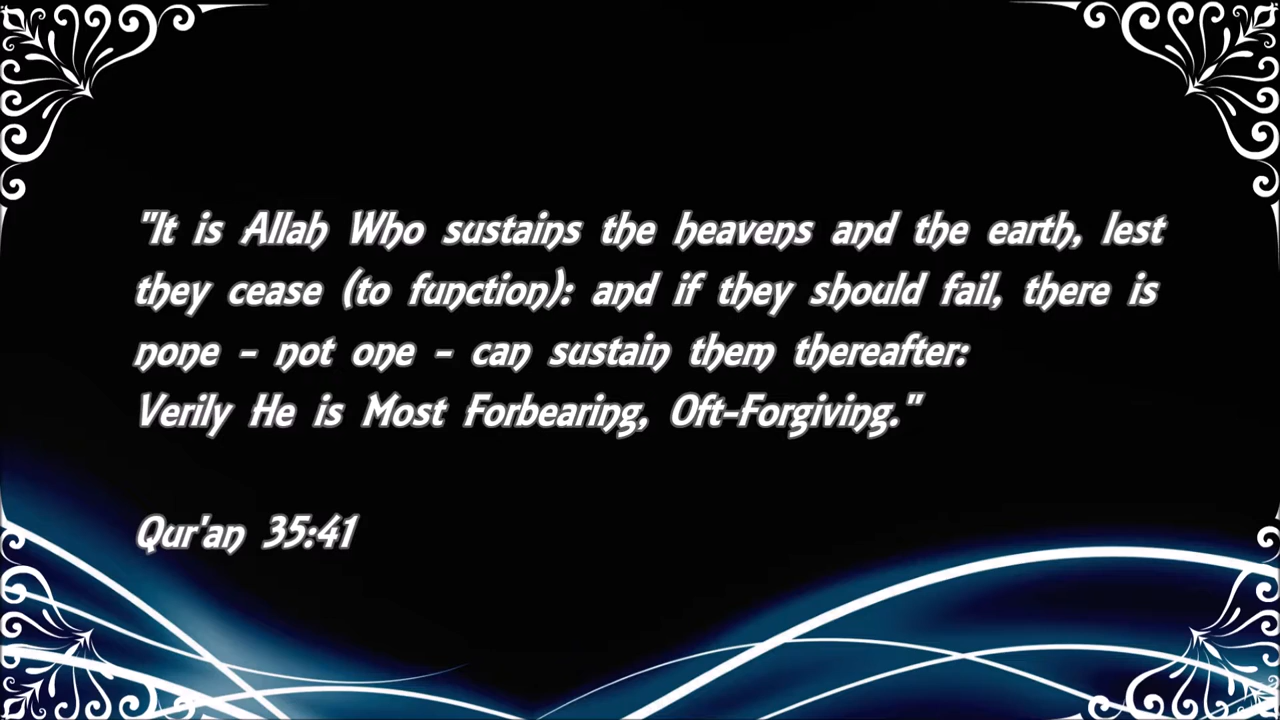 "It is Allah Who sustains the heavens and the earth, lest
they cease (to function): and if they should fail, there is
none - not one - can sustain them thereafter:
Verily He is Most Forbearing, Oft-Forgiving."
Qur'an 35:41